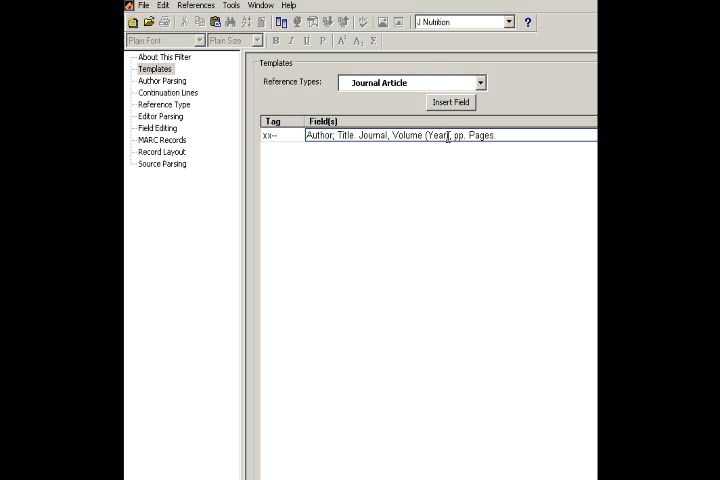 File Edit References Tools Window Help
J Nutrition
Plain Font Plain Size B I U P A¹ A₁ Σ
About This Filter
Templates
Author Parsing
Continuation Lines
Reference Type
Editor Parsing
Field Editing
MARC Records
Record Layout
Source Parsing
Templates
Reference Types: Journal Article
Insert Field
Tag Field(s)
xx-- Author; Title. Journal, Volume (Year), pp. Pages.